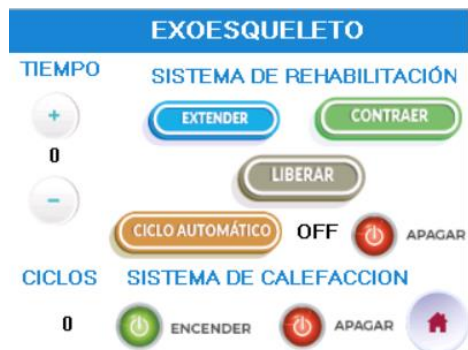 EXOESQUELETO
TIEMPO
SISTEMA DE REHABILITACIÓN
+
EXTENDER
CONTRAER
0
LIBERAR
-
CICLO AUTOMÁTICO
OFF
APAGAR
CICLOS
SISTEMA DE CALEFACCION
0
ENCENDER
APAGAR